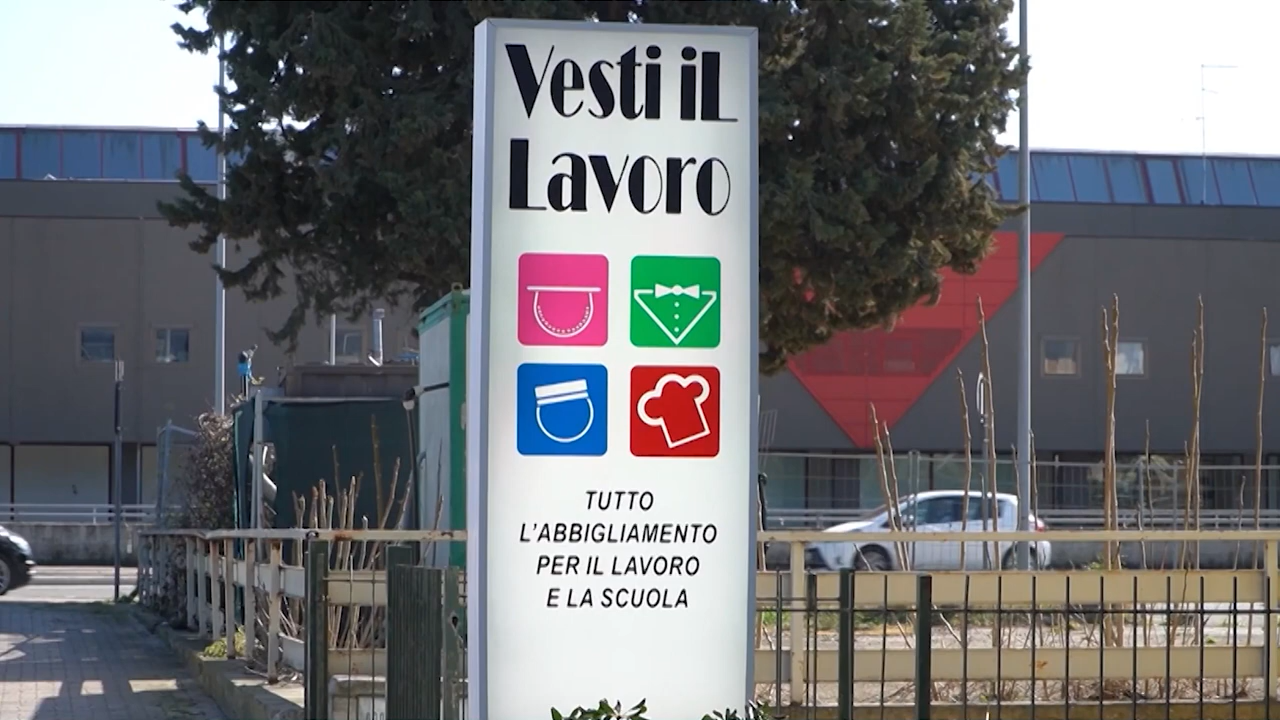 Vesti iL
Lavoro
TUTTO
L'ABBIGLIAMENTO
PER IL LAVORO
E LA SCUOLA